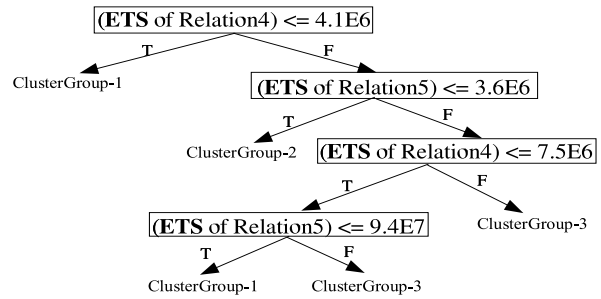 (ETS of Relation4) <= 4.1E6
T
F
ClusterGroup-1
(ETS of Relation5) <= 3.6E6
T
F
ClusterGroup-2
(ETS of Relation4) <= 7.5E6
T
F
(ETS of Relation5) <= 9.4E7
ClusterGroup-3
T
F
ClusterGroup-1
ClusterGroup-3